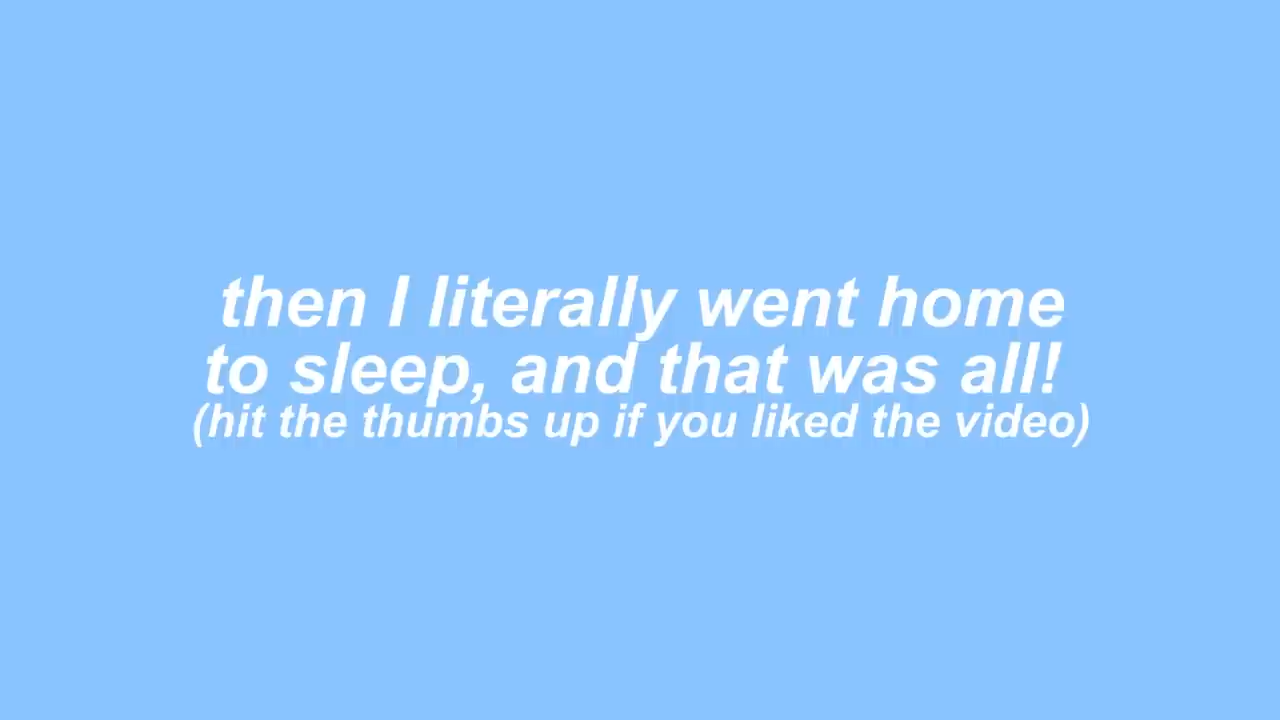 then I literally went home
to sleep, and that was all!
(hit the thumbs up if you liked the video)